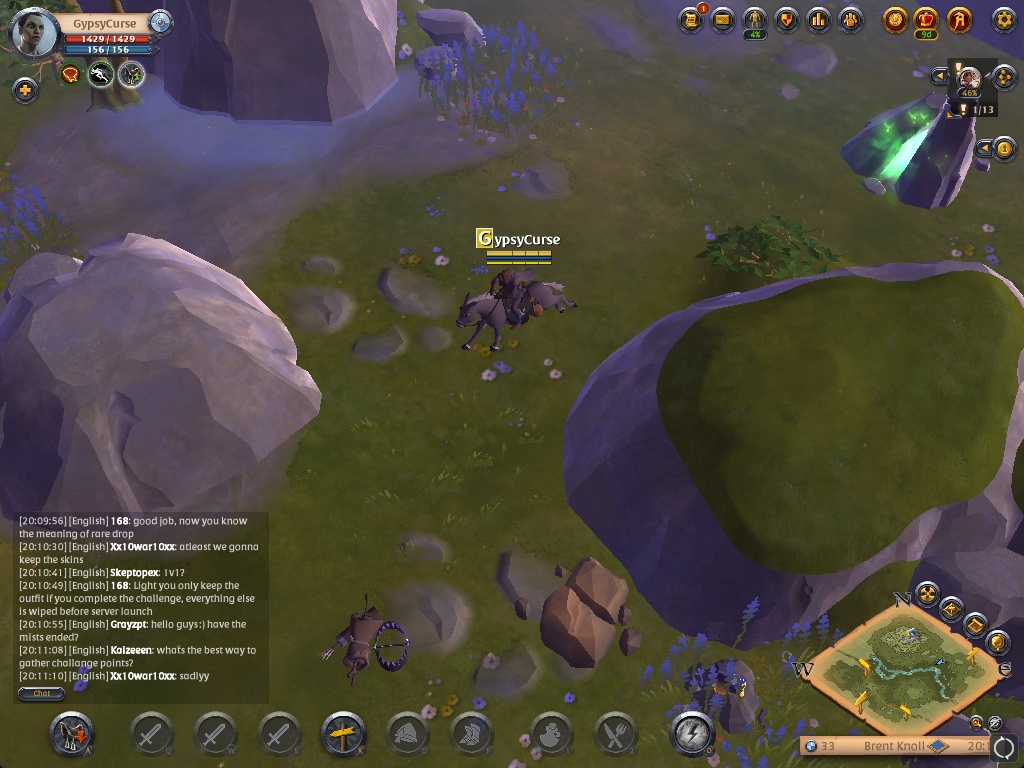 GypsyCurse
1429 / 1429
156 / 156
1
4%
9d
46%
1/13
GypsyCurse
[20:09:56] [English] 168: good job, now you know
the meaning of rare drop
[20:10:30] [English] Xx10war10xx: atleast we gonna
keep the skins
[20:10:41] [English] Skeptopex: 1v1?
[20:10:49] [English] 168: Light you only keep the
outfit if you complete the challenge, everything else
is wiped before server launch
[20:10:55] [English] Grayzpt: hello guys:) have the
mists ended?
[20:11:08] [English] Kaizeeen: whats the best way to
gather challange points?
[20:11:10] [English] Xx10war10xx: sadlyy
Chat
N
W
E
A
Q
W
E
R
D
F
O
33
Brent Knoll
20: